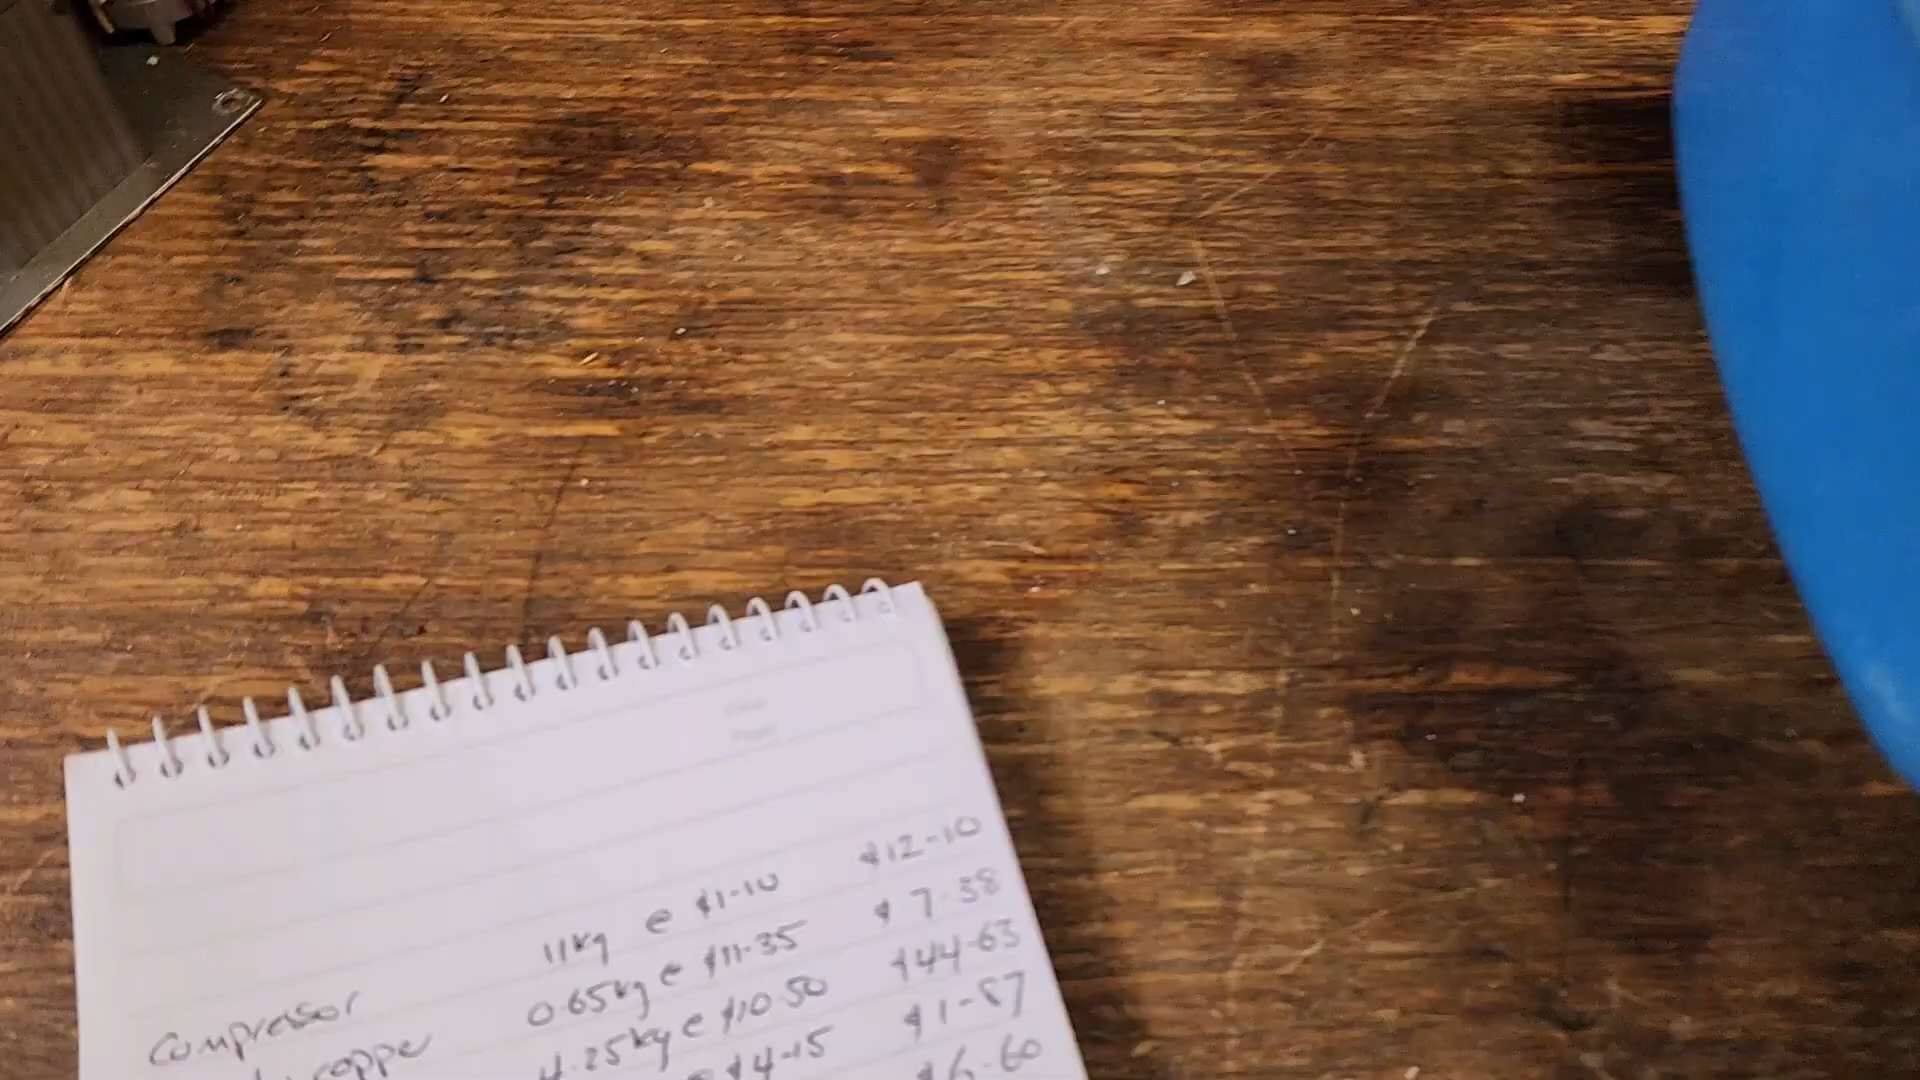 Compressor 11kg @ $1-10 $12-10
copper 0.65kg @ $11-35 $7.38
4.25kg @ $10.50 $44-63
@ $4-15 $1-87
$6.60